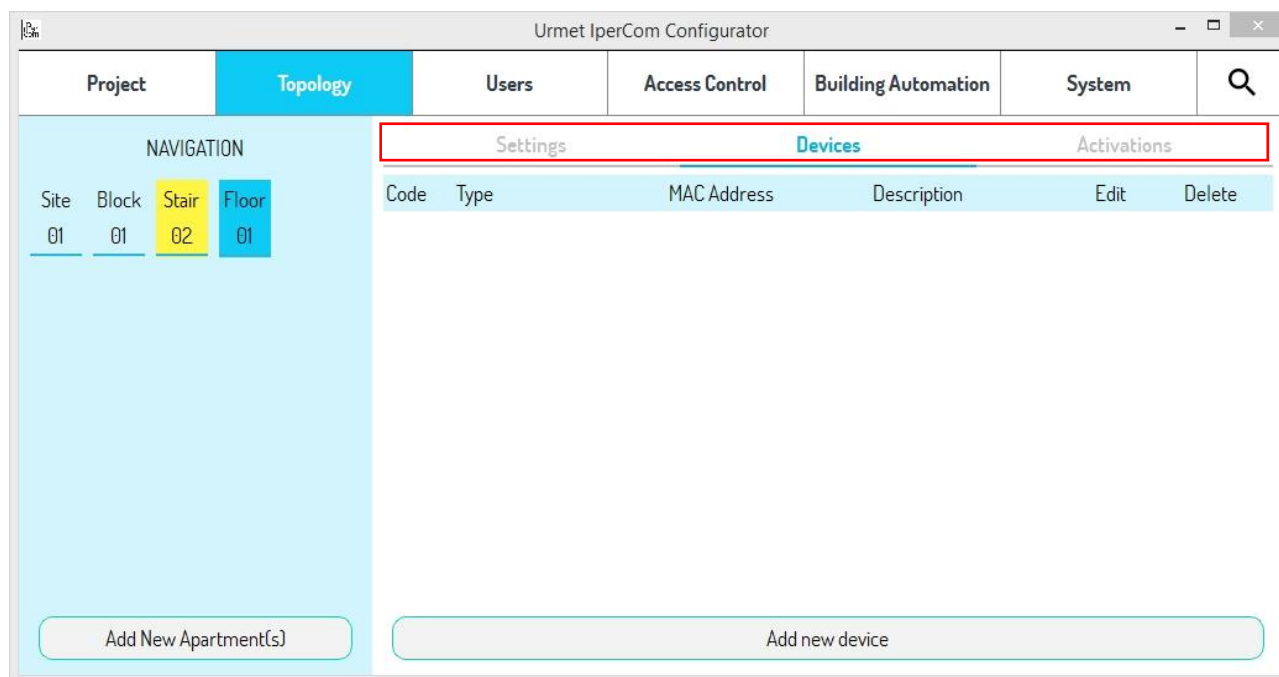 Urmet IperCom Configurator
Project Topology Users Access Control Building Automation System
NAVIGATION
Settings Devices Activations
Site Block Stair Floor
01 01 02 01
Code Type MAC Address Description Edit Delete
Add New Apartment(s)
Add new device